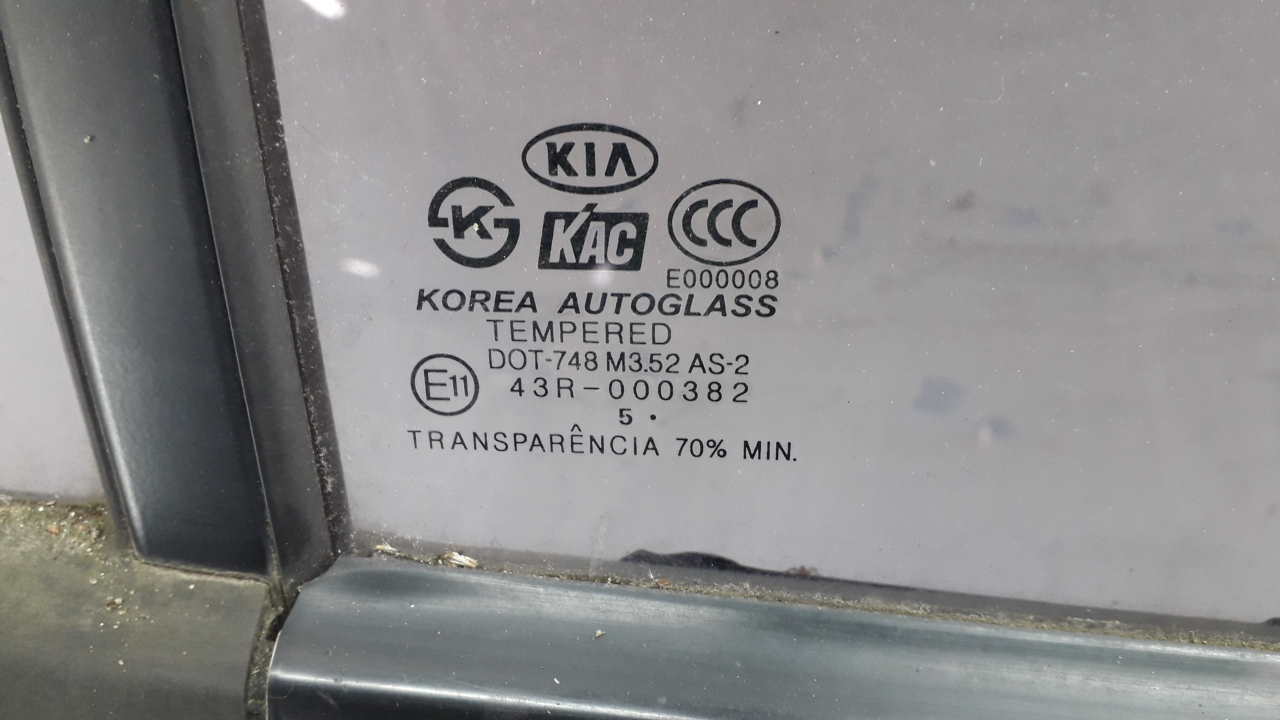 KIA
K KAC CCC
E000008
KOREA AUTOGLASS
TEMPERED
DOT-748 M3.52 AS-2
E11 43R-000382
5 ·
TRANSPARÊNCIA 70% MIN.